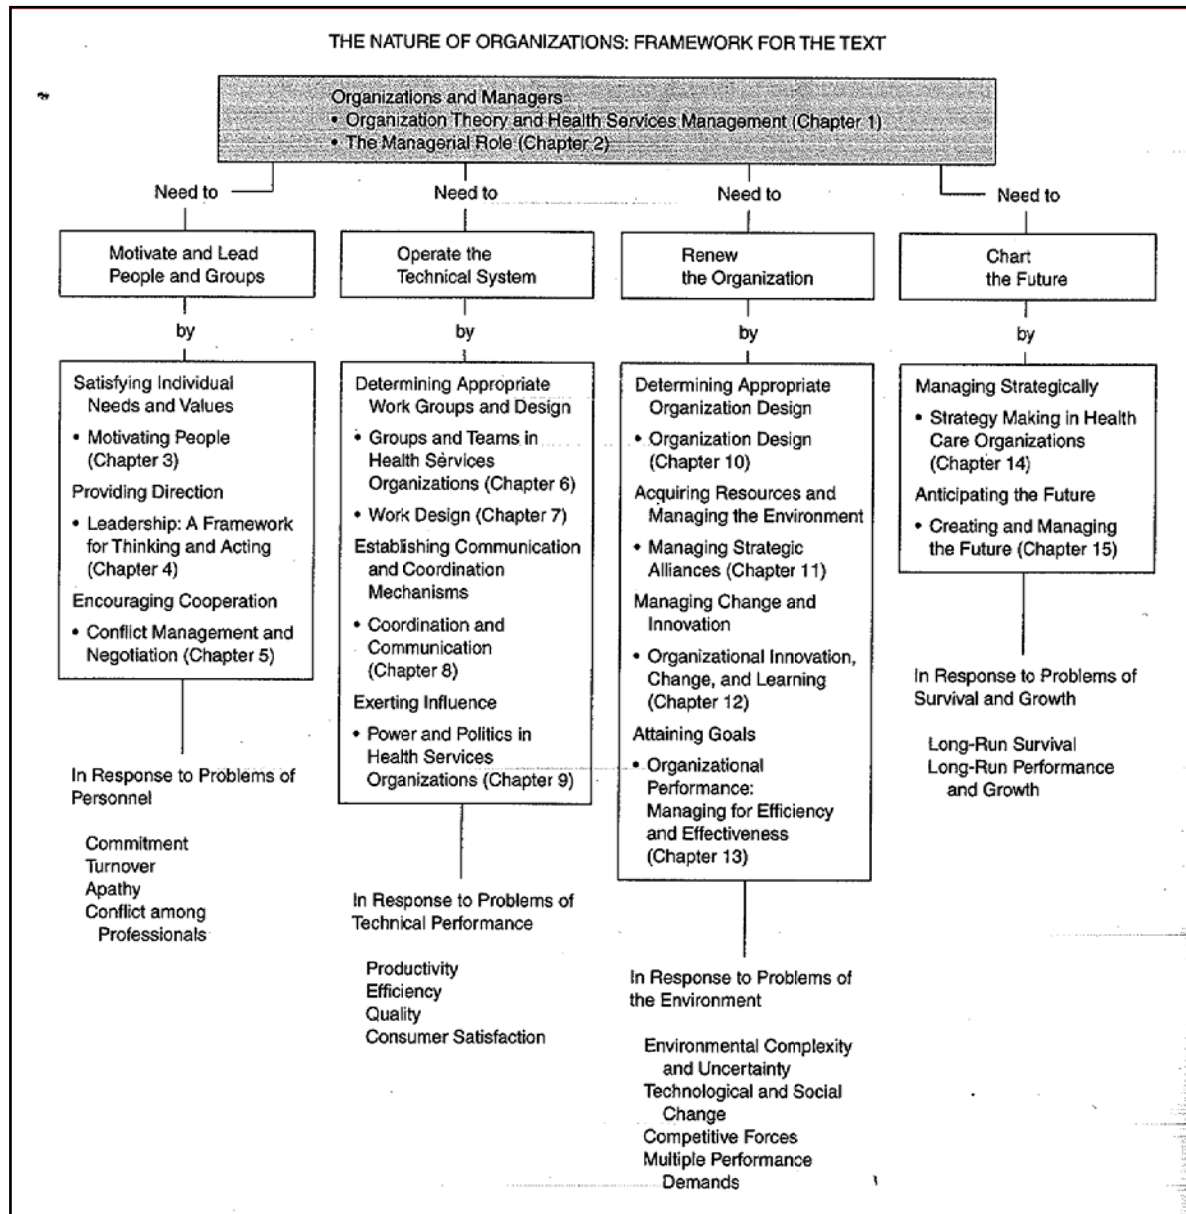 THE NATURE OF ORGANIZATIONS: FRAMEWORK FOR THE TEXT
Organizations and Managers
• Organization Theory and Health Services Management (Chapter 1)
• The Managerial Role (Chapter 2)
Need to
Need to
Need to
Need to
Motivate and Lead
People and Groups
Operate the
Technical System
Renew
the Organization
Chart
the Future
by
by
by
by
Satisfying Individual
Needs and Values
• Motivating People
(Chapter 3)
Providing Direction
• Leadership: A Framework
for Thinking and Acting
(Chapter 4)
Encouraging Cooperation
• Conflict Management and
Negotiation (Chapter 5)
In Response to Problems of
Personnel
Commitment
Turnover
Apathy
Conflict among
Professionals
Determining Appropriate
Work Groups and Design
• Groups and Teams in
Health Services
Organizations (Chapter 6)
• Work Design (Chapter 7)
Establishing Communication
and Coordination
Mechanisms
• Coordination and
Communication
(Chapter 8)
Exerting Influence
• Power and Politics in
Health Services
Organizations (Chapter 9)
In Response to Problems of
Technical Performance
Productivity
Efficiency
Quality
Consumer Satisfaction
Determining Appropriate
Organization Design
• Organization Design
(Chapter 10)
Acquiring Resources and
Managing the Environment
• Managing Strategic
Alliances (Chapter 11)
Managing Change and
Innovation
• Organizational Innovation,
Change, and Learning
(Chapter 12)
Attaining Goals
• Organizational
Performance:
Managing for Efficiency
and Effectiveness
(Chapter 13)
In Response to Problems of
the Environment
Environmental Complexity
and Uncertainty
Technological and Social
Change
Competitive Forces
Multiple Performance
Demands
Managing Strategically
• Strategy Making in Health
Care Organizations
(Chapter 14)
Anticipating the Future
• Creating and Managing
the Future (Chapter 15)
In Response to Problems of
Survival and Growth
Long-Run Survival
Long-Run Performance
and Growth